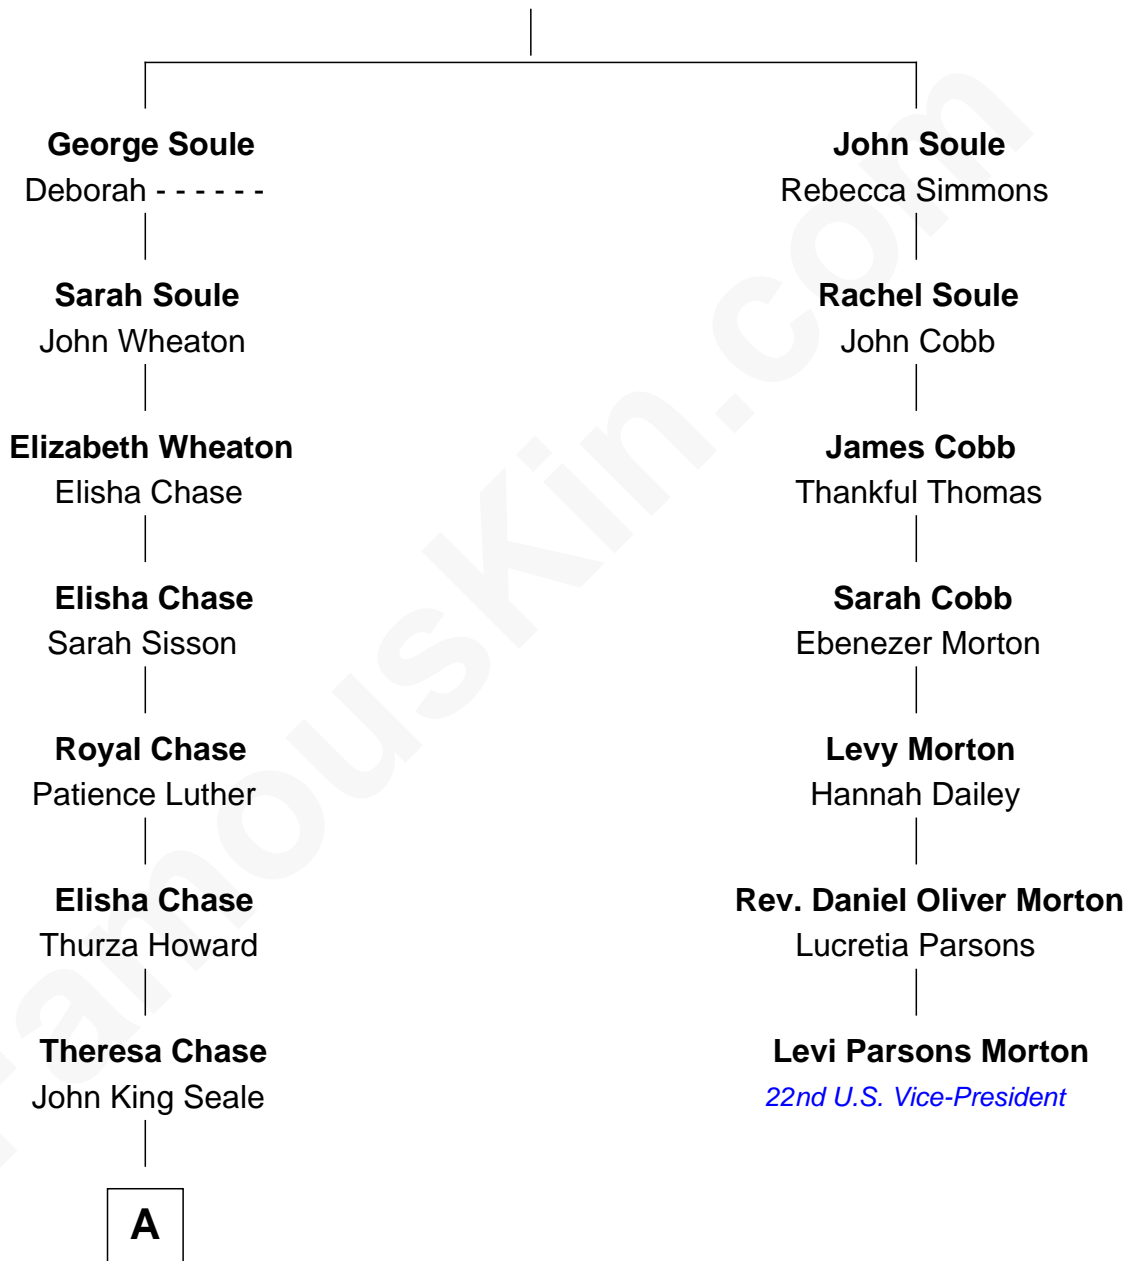 George Soule
Deborah - - - - - -
Sarah Soule
John Wheaton
Elizabeth Wheaton
Elisha Chase
Elisha Chase
Sarah Sisson
Royal Chase
Patience Luther
Elisha Chase
Thurza Howard
Theresa Chase
John King Seale
A
John Soule
Rebecca Simmons
Rachel Soule
John Cobb
James Cobb
Thankful Thomas
Sarah Cobb
Ebenezer Morton
Levy Morton
Hannah Dailey
Rev. Daniel Oliver Morton
Lucretia Parsons
Levi Parsons Morton
22nd U.S. Vice-President
FamousKin.com